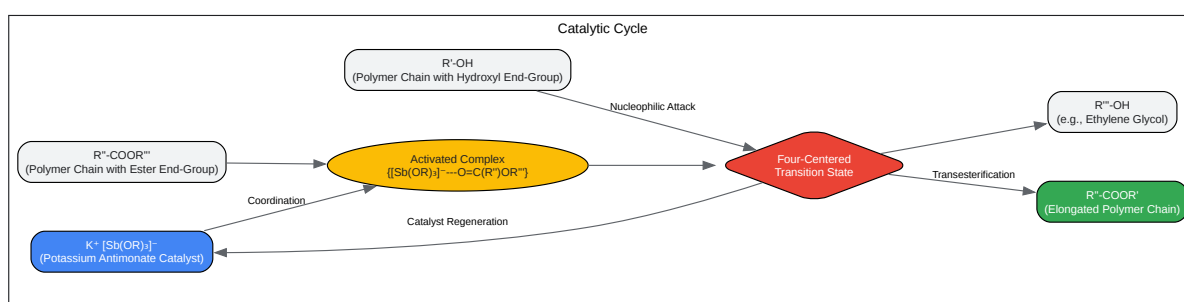 Catalytic Cycle
R'-OH
(Polymer Chain with Hydroxyl End-Group)
Nucleophilic Attack
R'''-OH
(e.g., Ethylene Glycol)
R''-COOR'''
(Polymer Chain with Ester End-Group)
Activated Complex
{[Sb(OR)₃]⁻---O=C(R'')OR'''}
Four-Centered
Transition State
Transesterification
Coordination
R''-COOR'
(Elongated Polymer Chain)
Catalyst Regeneration
K⁺ [Sb(OR)₃]⁻
(Potassium Antimonate Catalyst)